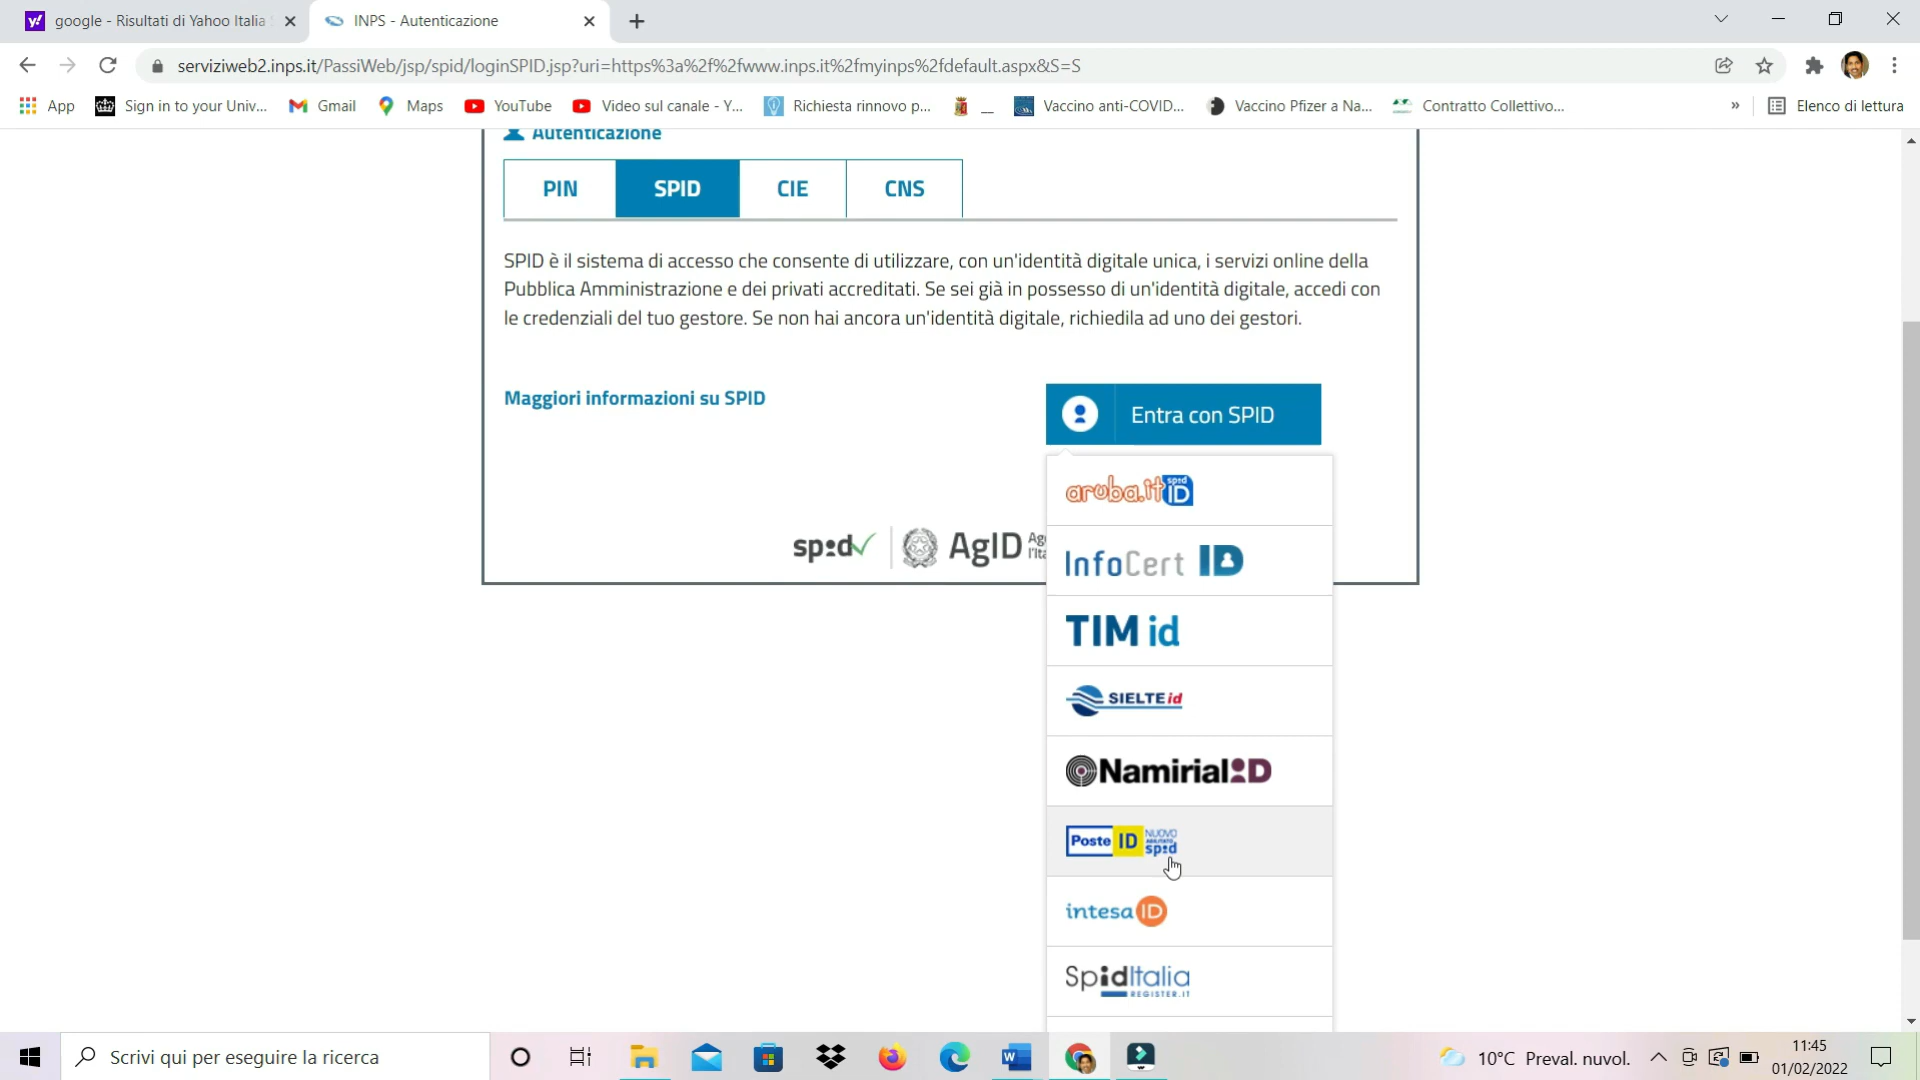 google - Risultati di Yahoo Italia
INPS - Autenticazione
serviziweb2.inps.it/PassiWeb/jsp/spid/loginSPID.jsp?uri=https%3a%2f%2fwww.inps.it%2fmyinps%2fdefault.aspx&S=S
App
Sign in to your Univ...
Gmail
Maps
YouTube
Video sul canale - Y...
Richiesta rinnovo p...
__
Vaccino anti-COVID...
Vaccino Pfizer a Na...
Contratto Collettivo...
»
Elenco di lettura
Autenticazione
PIN
SPID
CIE
CNS
SPID è il sistema di accesso che consente di utilizzare, con un'identità digitale unica, i servizi online della
Pubblica Amministrazione e dei privati accreditati. Se sei già in possesso di un'identità digitale, accedi con
le credenziali del tuo gestore. Se non hai ancora un'identità digitale, richiedila ad uno dei gestori.
Maggiori informazioni su SPID
Entra con SPID
aruba.it spid ID
InfoCert ID
spid
AgID
TIM id
SIELTE id
Namirial ID
Poste ID NUOVO ABILITATO spid
intesa ID
SpidItalia
REGISTER.IT
Scrivi qui per eseguire la ricerca
10°C Preval. nuvol.
11:45
01/02/2022